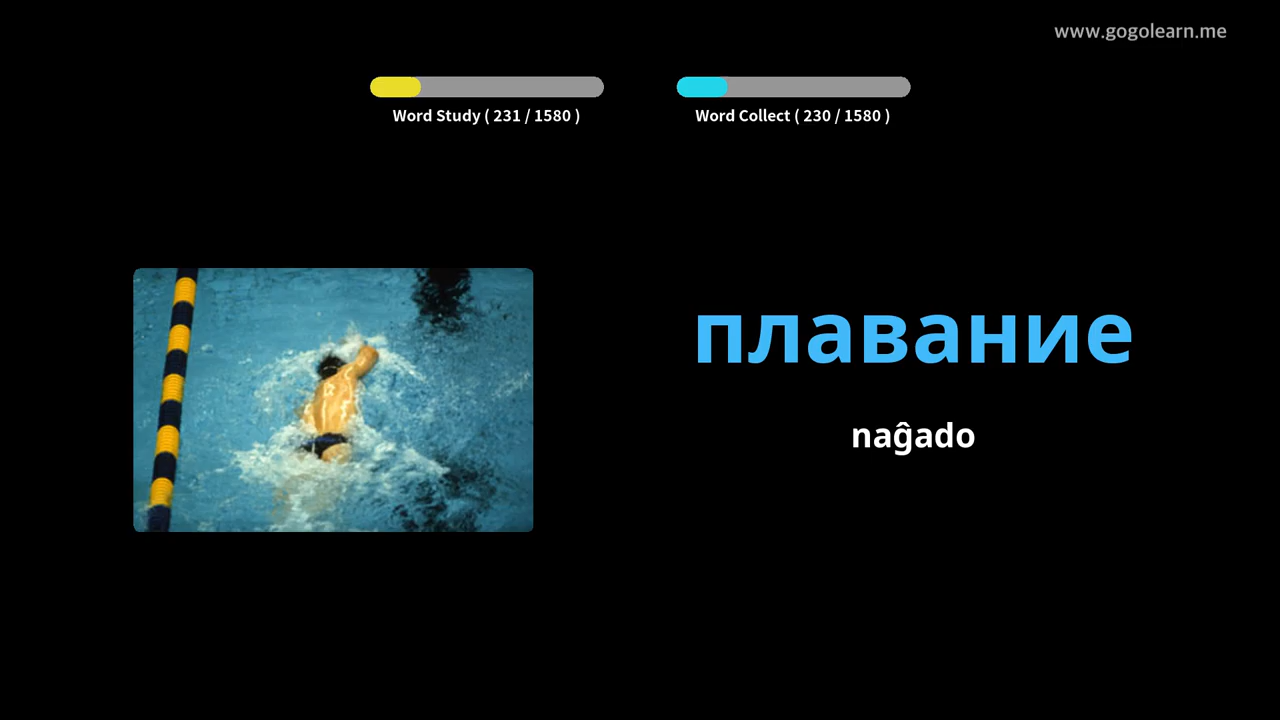 www.gogolearn.me
Word Study ( 231 / 1580 )
Word Collect ( 230 / 1580 )
плавание
naĝado